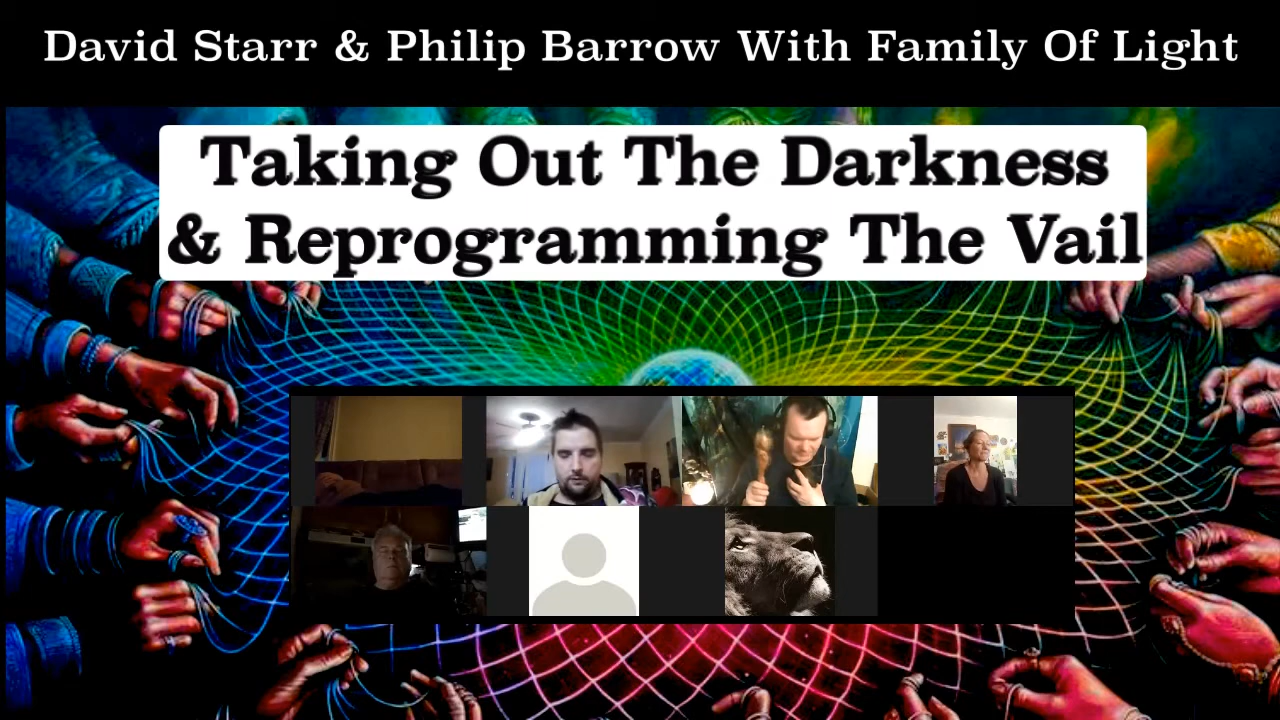 David Starr & Philip Barrow With Family Of Light
Taking Out The Darkness
& Reprogramming The Vail